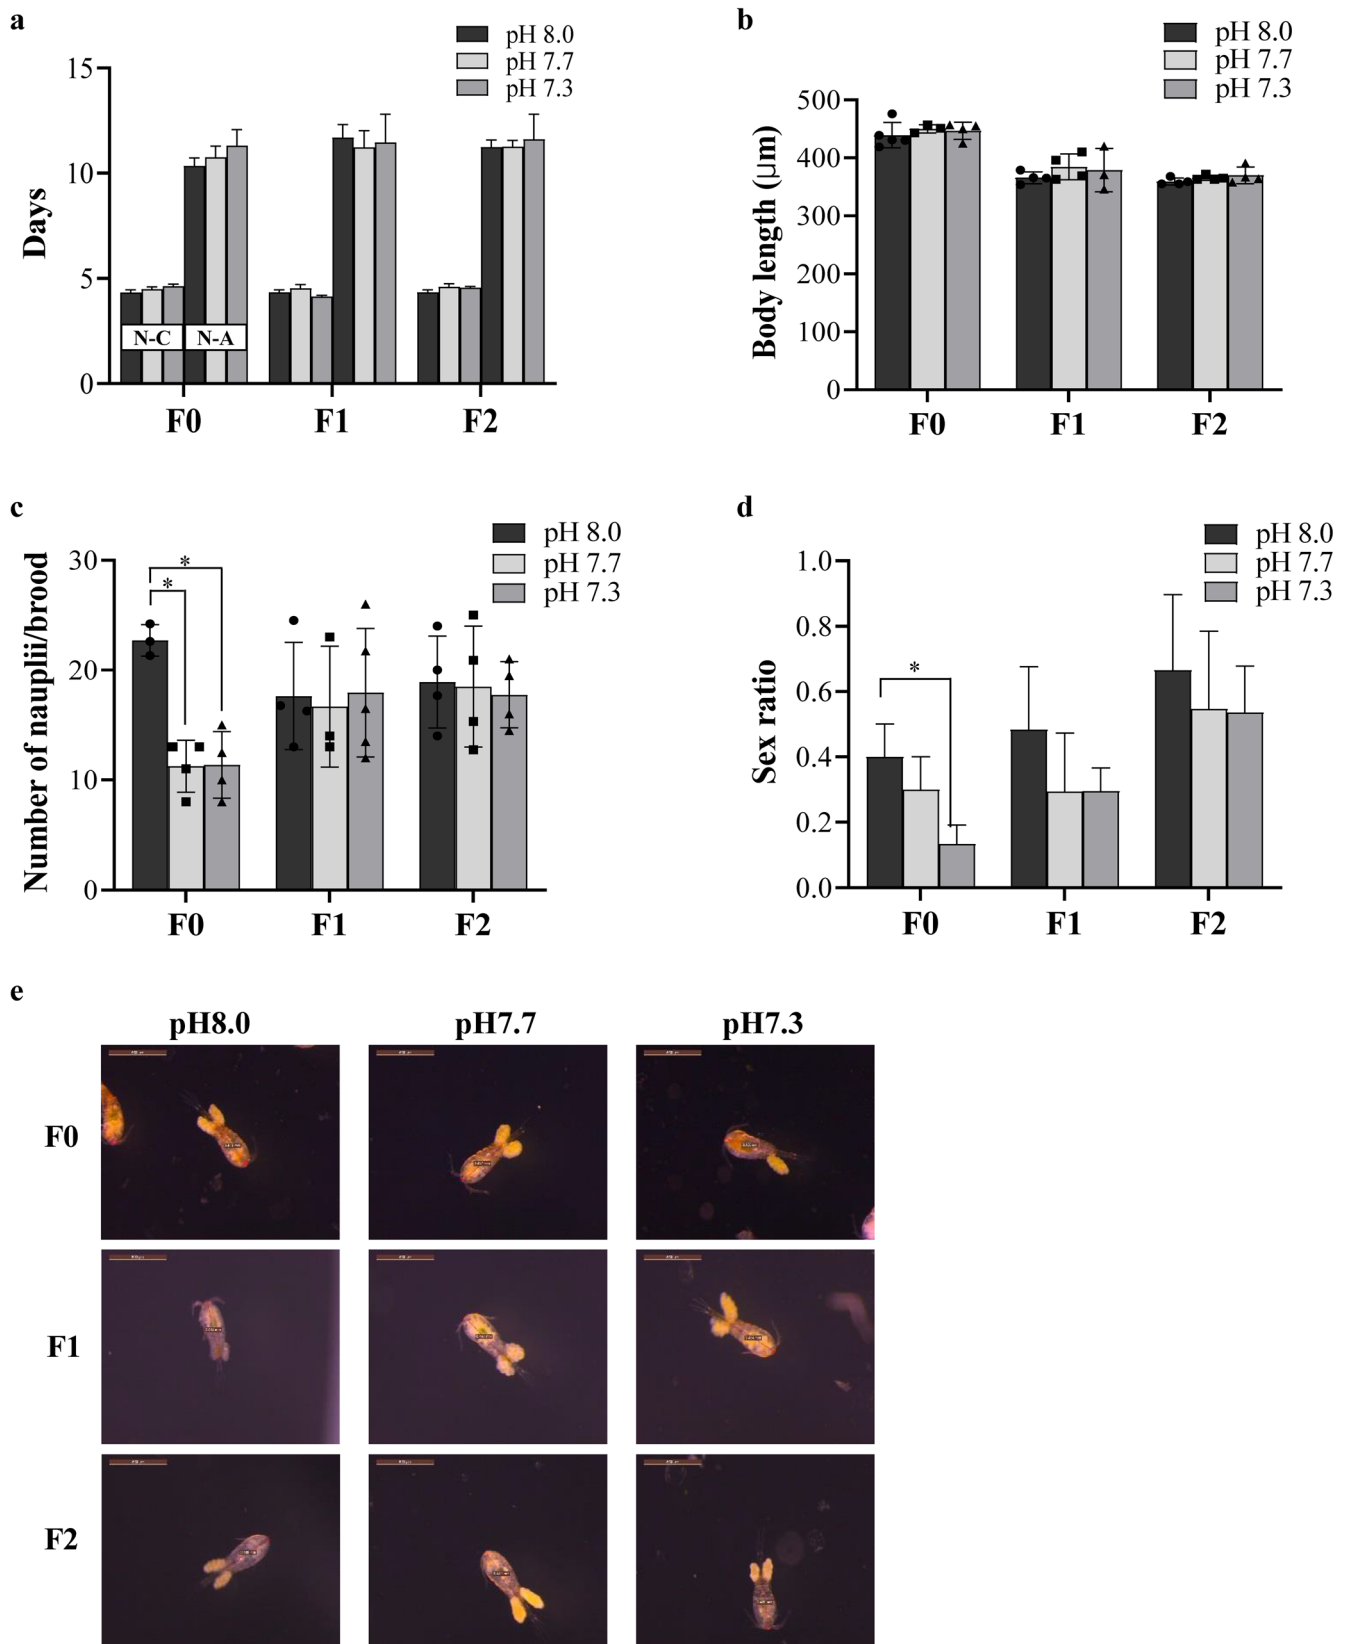 a
pH 8.0
pH 7.7
pH 7.3
15
10
5
0
Days
N-C
N-A
F0
F1
F2
b
pH 8.0
pH 7.7
pH 7.3
500
400
300
200
100
0
Body length (μm)
F0
F1
F2
c
pH 8.0
pH 7.7
pH 7.3
30
20
10
0
Number of nauplii/brood
*
*
F0
F1
F2
d
pH 8.0
pH 7.7
pH 7.3
1.0
0.8
0.6
0.4
0.2
0.0
Sex ratio
*
F0
F1
F2
e
pH8.0
pH7.7
pH7.3
F0
F1
F2